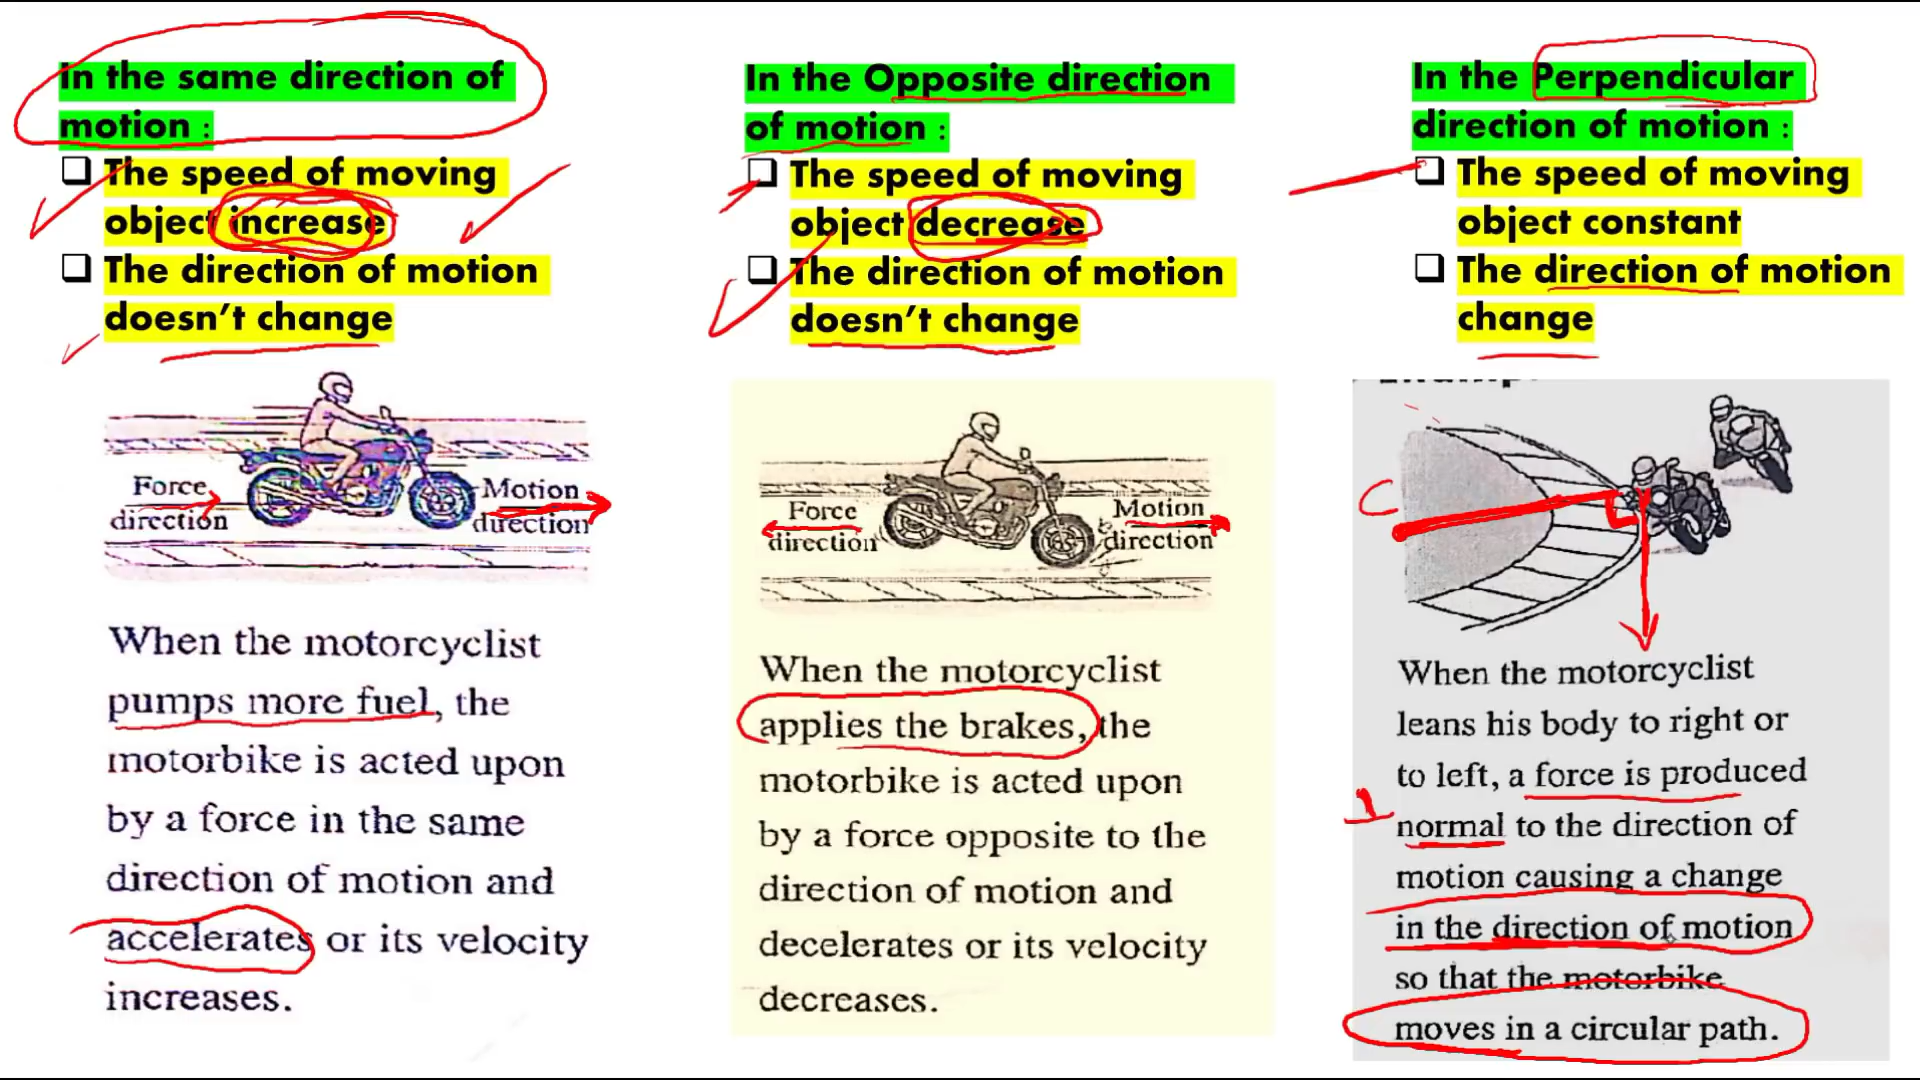 In the same direction of
motion :
❑ The speed of moving
object increase
❑ The direction of motion
doesn't change
Force
direction
Motion
direction
When the motorcyclist
pumps more fuel, the
motorbike is acted upon
by a force in the same
direction of motion and
accelerates or its velocity
increases.
In the Opposite direction
of motion :
❑ The speed of moving
object decrease
❑ The direction of motion
doesn't change
Force
direction
Motion
direction
When the motorcyclist
applies the brakes, the
motorbike is acted upon
by a force opposite to the
direction of motion and
decelerates or its velocity
decreases.
In the Perpendicular
direction of motion :
❑ The speed of moving
object constant
❑ The direction of motion
change
C
When the motorcyclist
leans his body to right or
to left, a force is produced
normal to the direction of
motion causing a change
in the direction of motion
so that the motorbike
moves in a circular path.